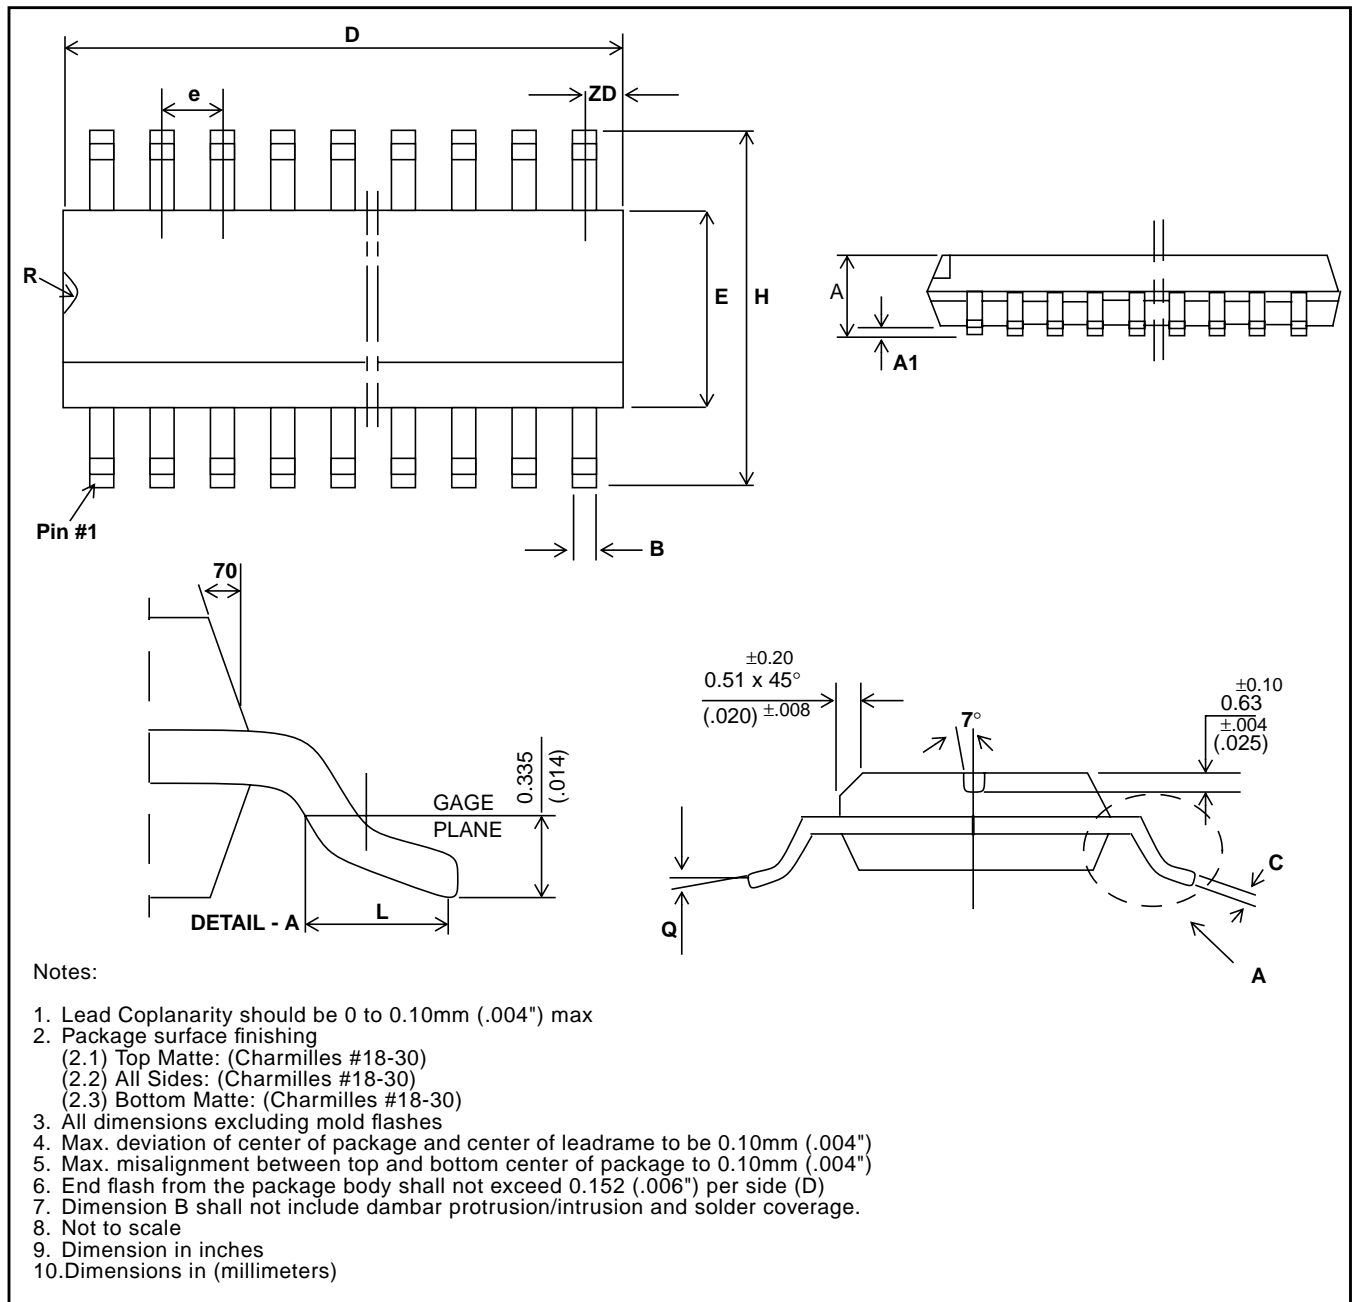 D
e
ZD
R
E
H
A
A1
Pin #1
B
70
±0.20
0.51 x 45°
(.020) ±.008
7°
±0.10
0.63
±.004
(.025)
0.335
(.014)
GAGE
PLANE
C
DETAIL - A
L
Q
A
Notes:
1. Lead Coplanarity should be 0 to 0.10mm (.004") max
2. Package surface finishing
(2.1) Top Matte: (Charmilles #18-30)
(2.2) All Sides: (Charmilles #18-30)
(2.3) Bottom Matte: (Charmilles #18-30)
3. All dimensions excluding mold flashes
4. Max. deviation of center of package and center of leadrame to be 0.10mm (.004")
5. Max. misalignment between top and bottom center of package to 0.10mm (.004")
6. End flash from the package body shall not exceed 0.152 (.006") per side (D)
7. Dimension B shall not include dambar protrusion/intrusion and solder coverage.
8. Not to scale
9. Dimension in inches
10.Dimensions in (millimeters)